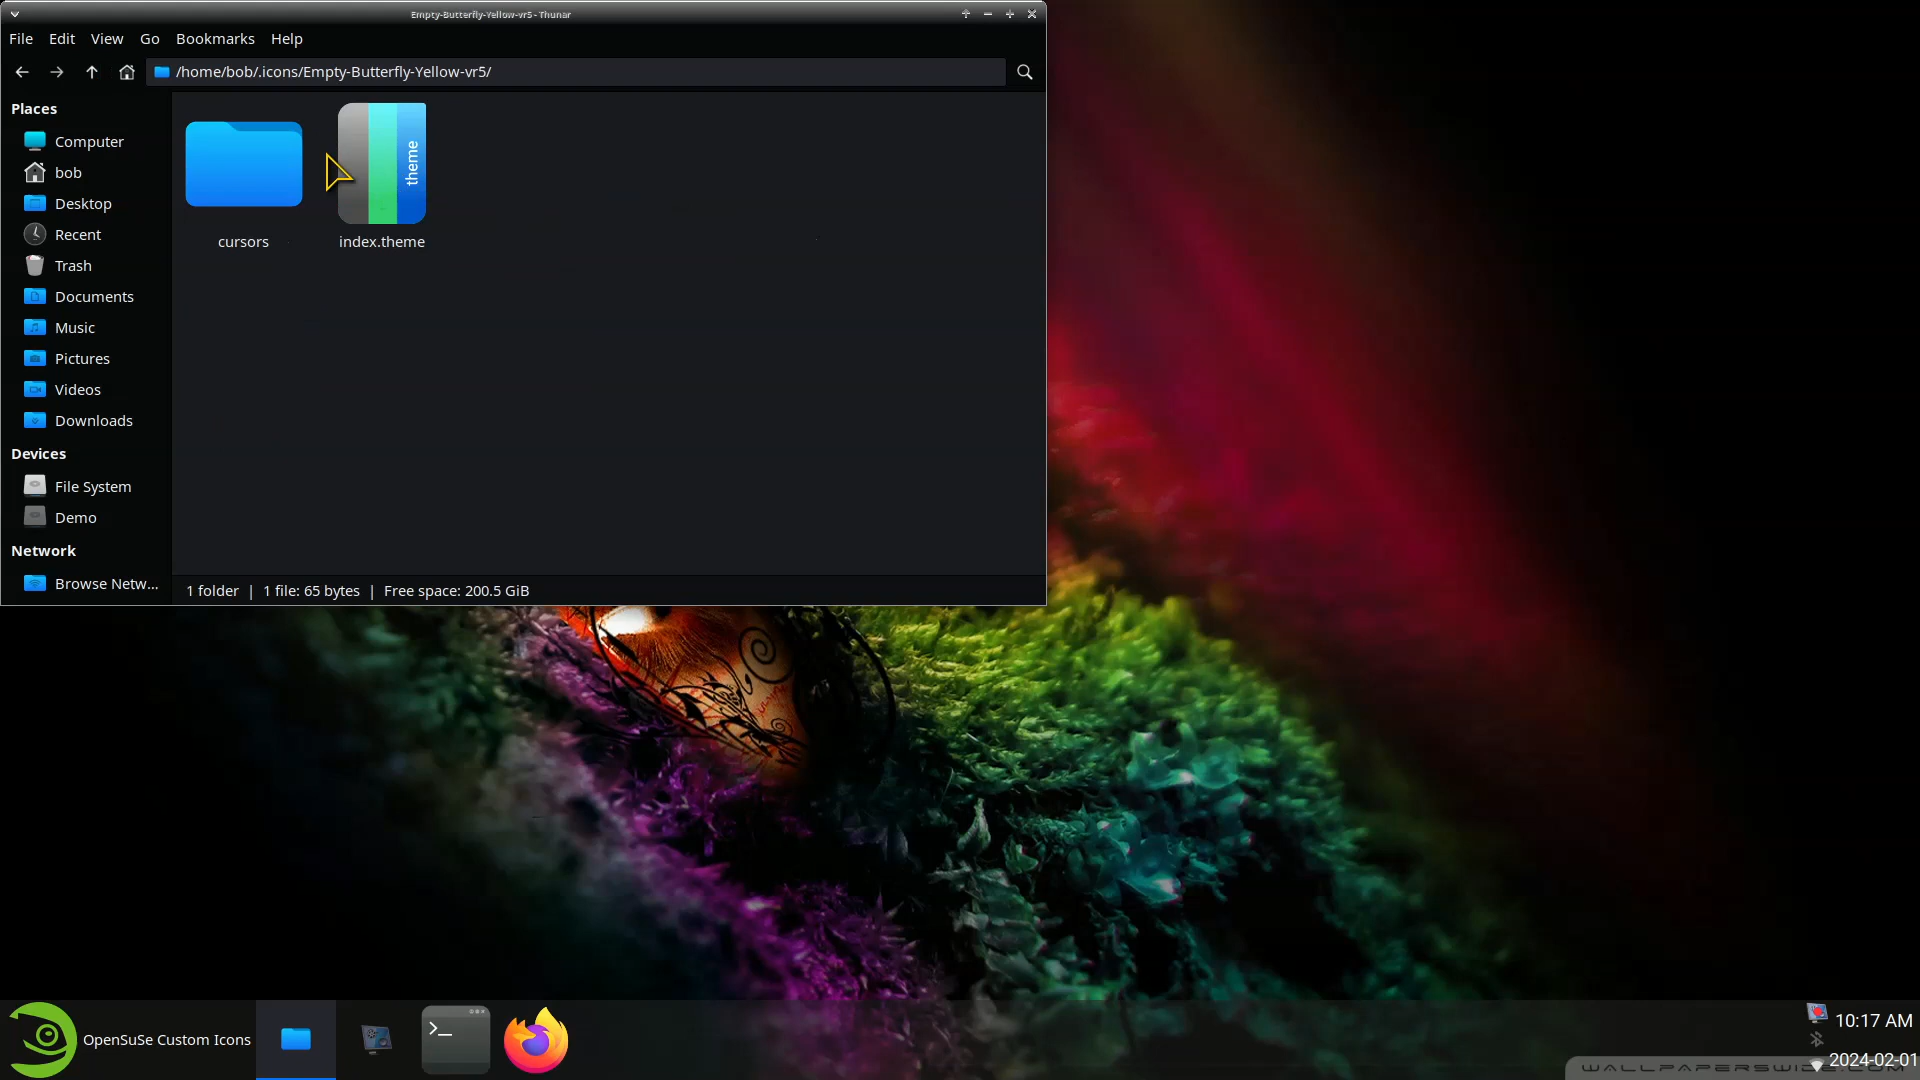 Empty-Butterfly-Yellow-vr5 - Thunar
File Edit View Go Bookmarks Help
/home/bob/.icons/Empty-Butterfly-Yellow-vr5/
Places
Computer
bob
Desktop
Recent
Trash
Documents
Music
Pictures
Videos
Downloads
Devices
File System
Demo
Network
Browse Netw...
theme
cursors
index.theme
1 folder | 1 file: 65 bytes | Free space: 200.5 GiB
OpenSuSe Custom Icons
10:17 AM
2024-02-01